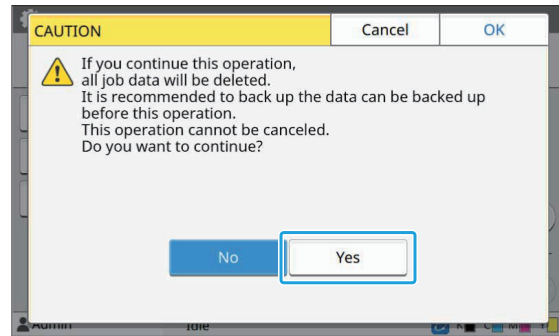 CAUTION Cancel OK
If you continue this operation,
all job data will be deleted.
It is recommended to back up the data can be backed up
before this operation.
This operation cannot be canceled.
Do you want to continue?
No Yes
Admin Idle K C M Y